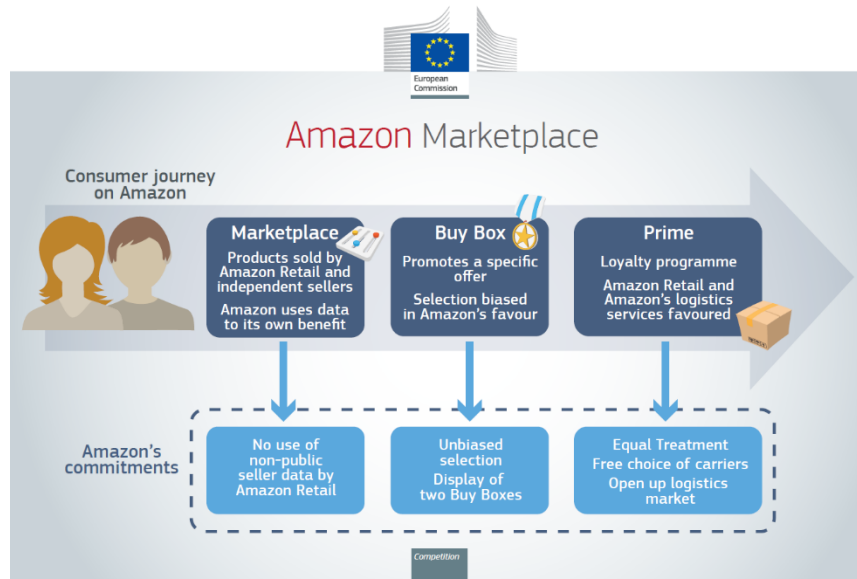 European
Commission
Amazon Marketplace
Consumer journey
on Amazon
Marketplace
Products sold by
Amazon Retail and
independent sellers
Amazon uses data
to its own benefit
Buy Box
Promotes a specific
offer
Selection biased
in Amazon's favour
Prime
Loyalty programme
Amazon Retail and
Amazon's logistics
services favoured
Amazon's
commitments
No use of
non-public
seller data by
Amazon Retail
Unbiased
selection
Display of
two Buy Boxes
Equal Treatment
Free choice of carriers
Open up logistics
market
Competition